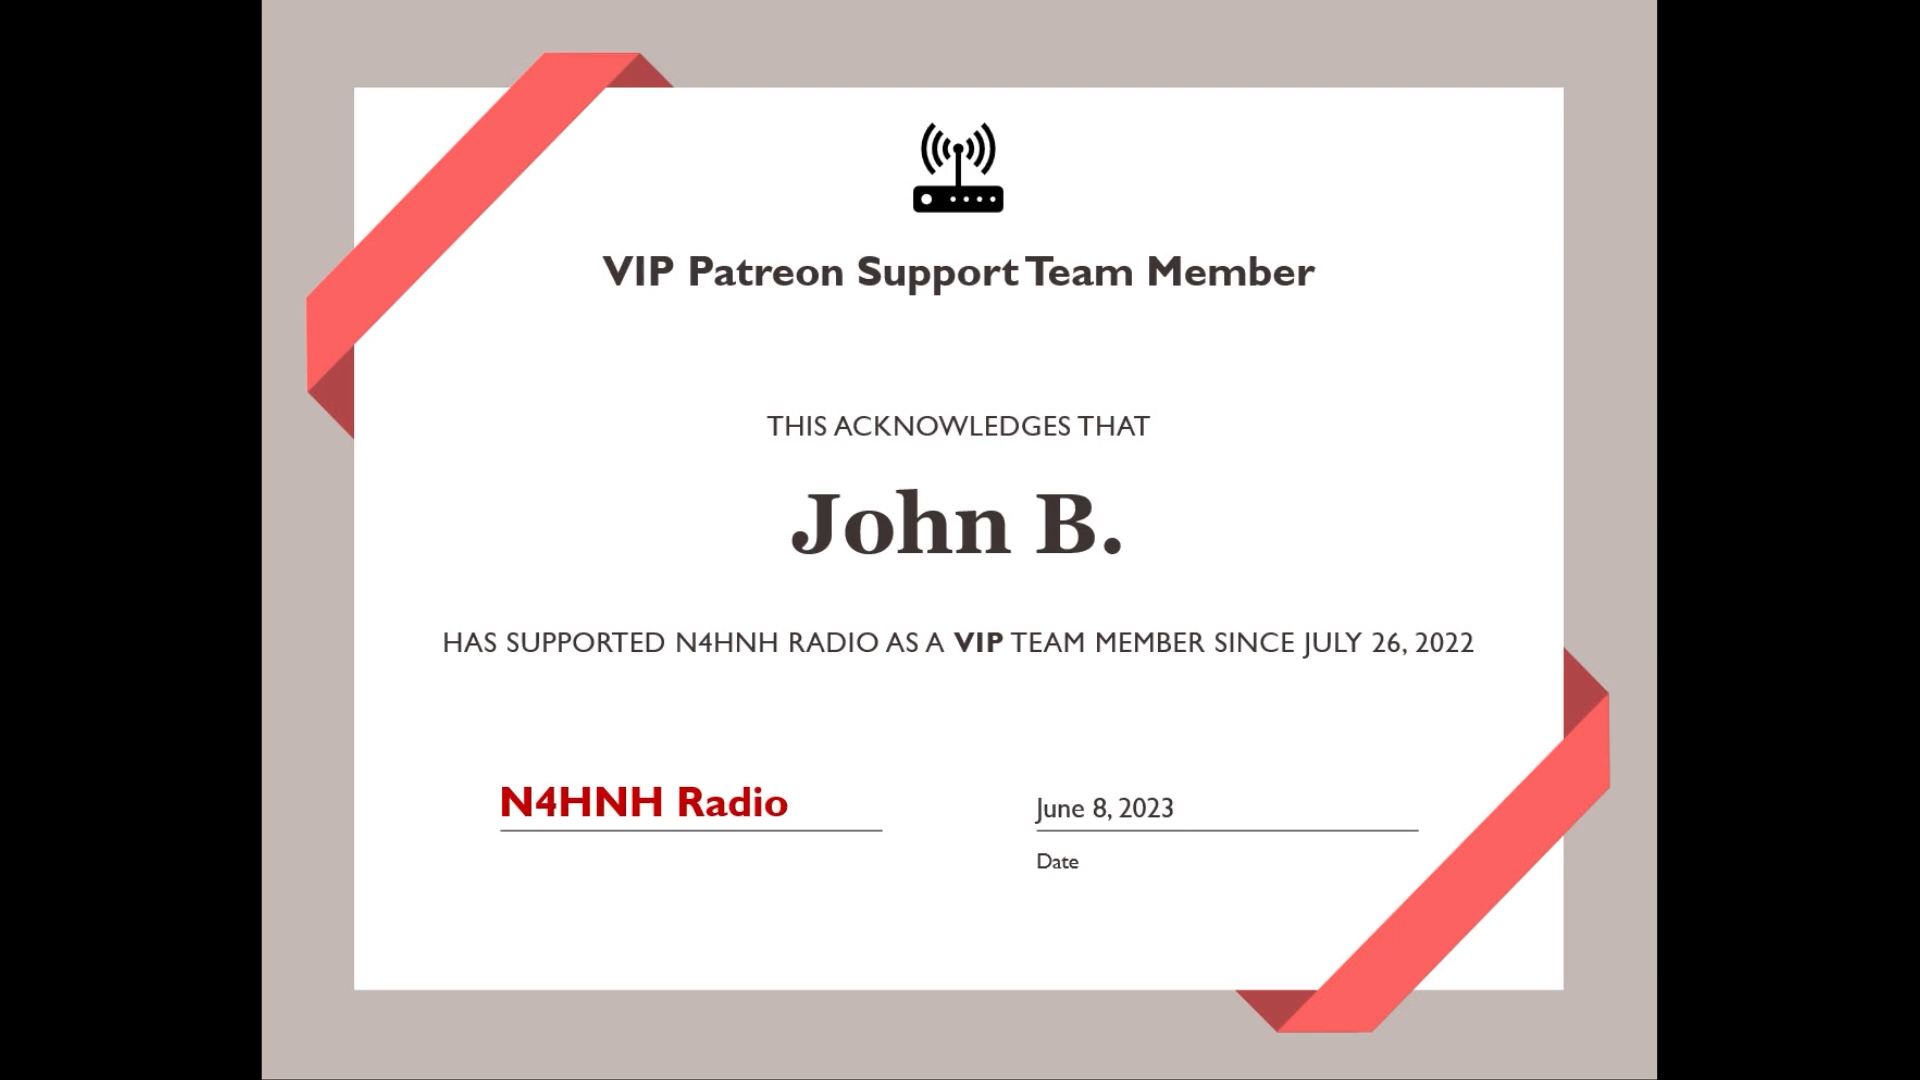 VIP Patreon Support Team Member
THIS ACKNOWLEDGES THAT
John B.
HAS SUPPORTED N4HNH RADIO AS A VIP TEAM MEMBER SINCE JULY 26, 2022
N4HNH Radio
June 8, 2023
Date